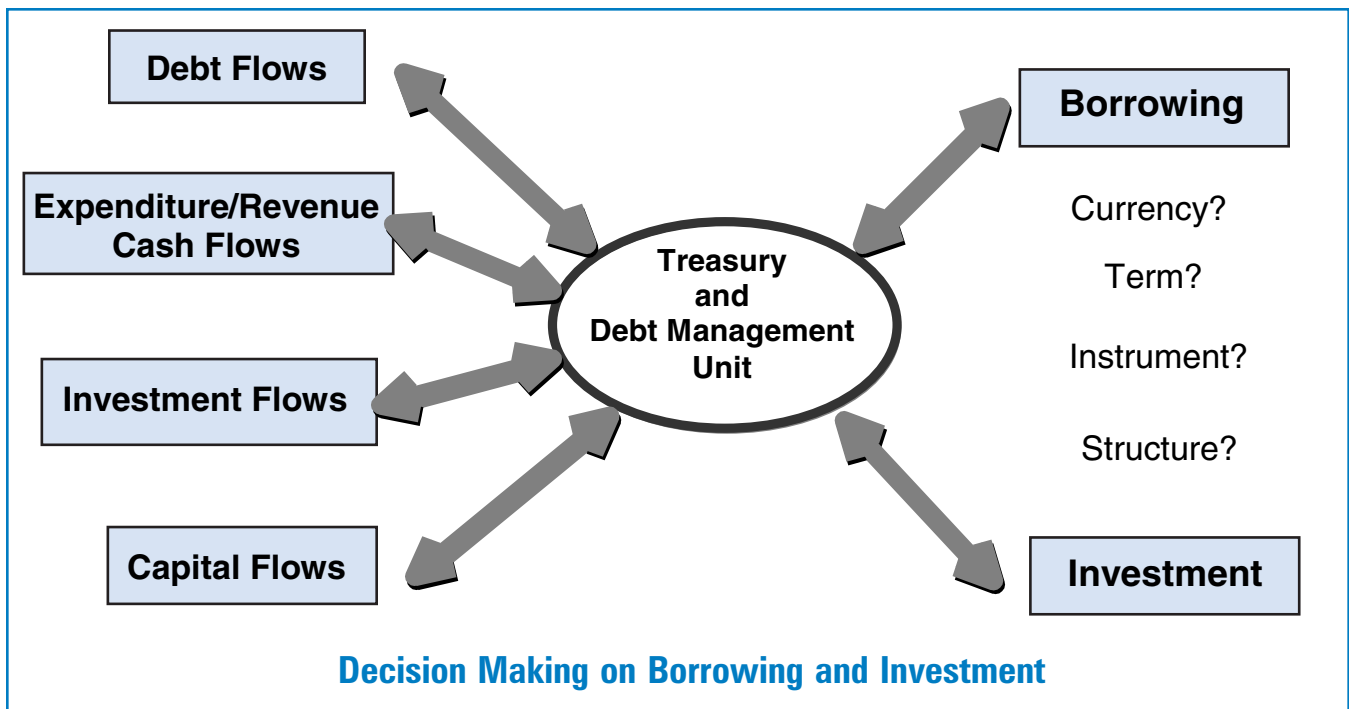 Debt Flows
Expenditure/Revenue
Cash Flows
Investment Flows
Capital Flows
Treasury
and
Debt Management
Unit
Borrowing
Currency?
Term?
Instrument?
Structure?
Investment
Decision Making on Borrowing and Investment